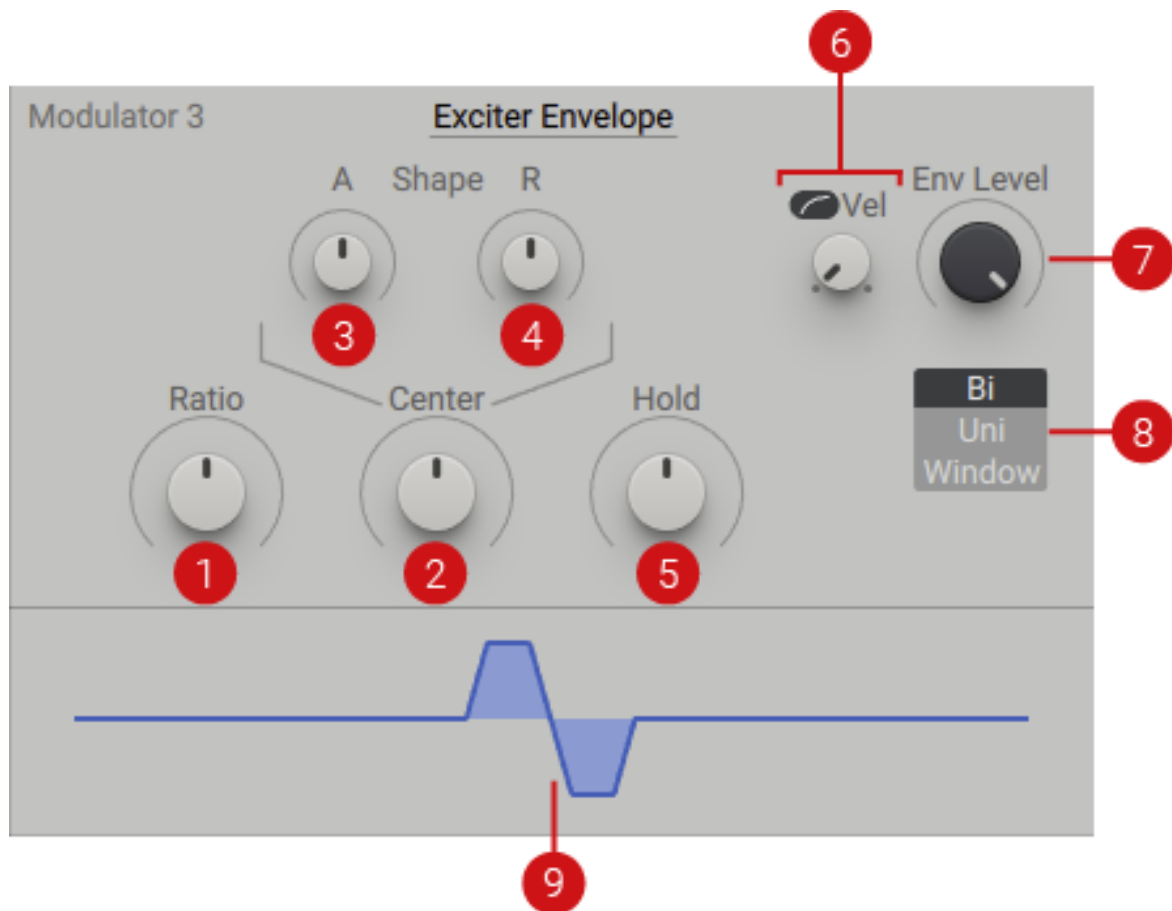 6
Modulator 3
Exciter Envelope
A Shape R
Vel
Env Level
7
3
4
Ratio
Center
Hold
Bi
Uni
Window
8
1
2
5
9